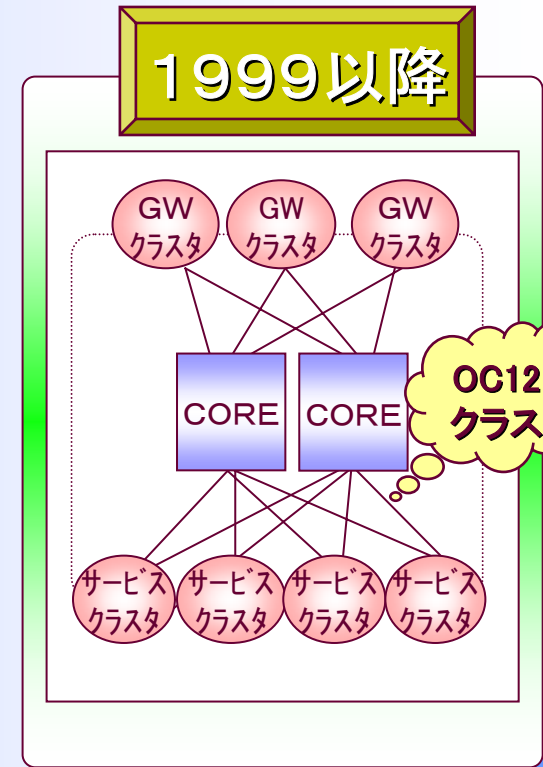 1999以降
GW
クラスタ
GW
クラスタ
GW
クラスタ
CORE
CORE
OC12
クラス
サービス
クラスタ
サービス
クラスタ
サービス
クラスタ
サービス
クラスタ